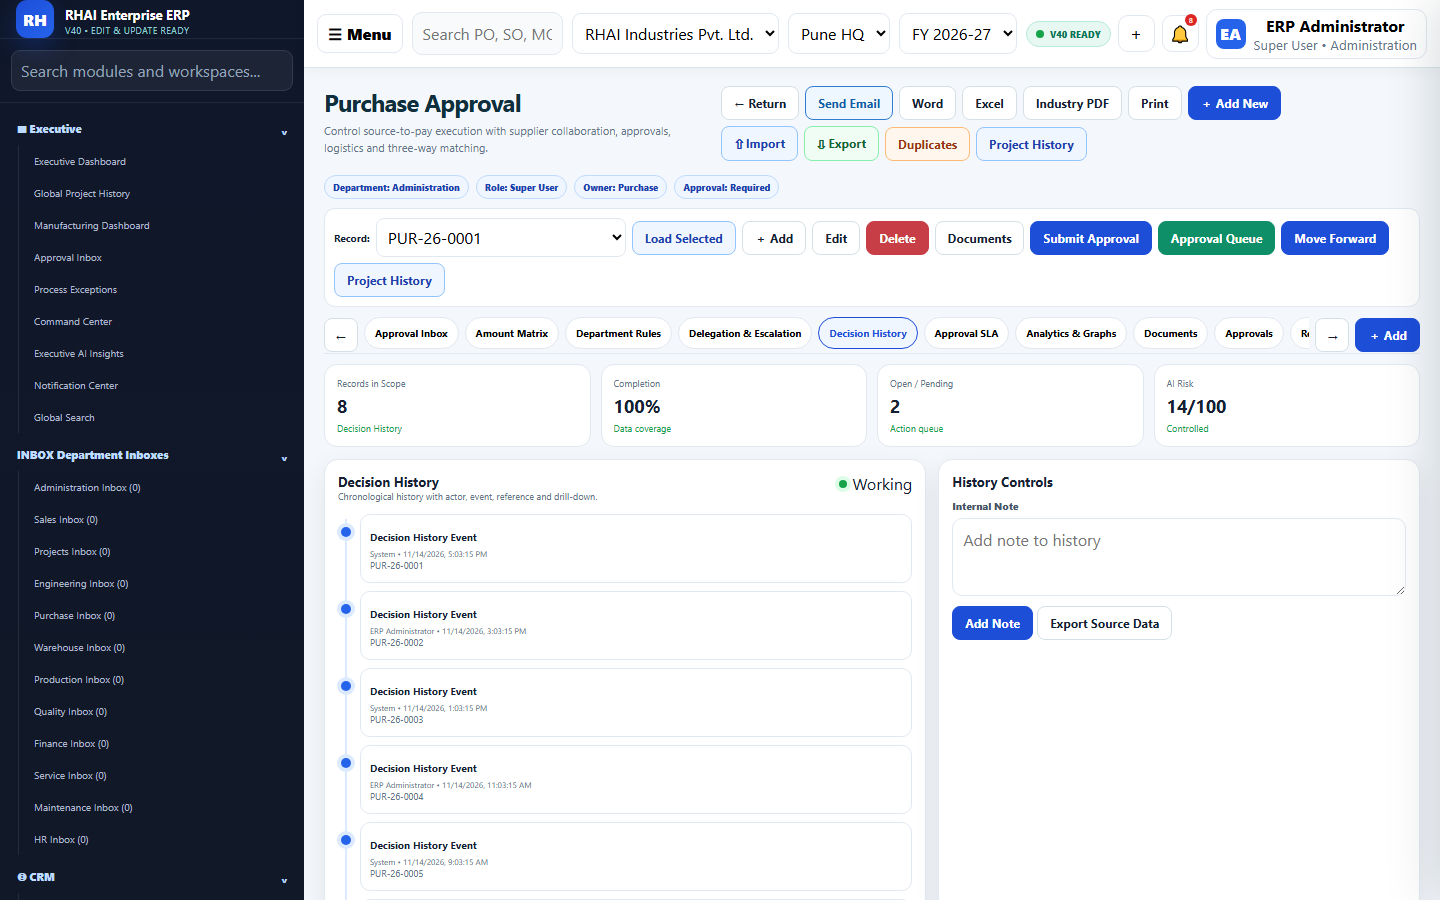 RH
RHAI Enterprise ERP
V40 • EDIT & UPDATE READY
Search modules and workspaces...
Executive
Executive Dashboard
Global Project History
Manufacturing Dashboard
Approval Inbox
Process Exceptions
Command Center
Executive AI Insights
Notification Center
Global Search
INBOX Department Inboxes
Administration Inbox (0)
Sales Inbox (0)
Projects Inbox (0)
Engineering Inbox (0)
Purchase Inbox (0)
Warehouse Inbox (0)
Production Inbox (0)
Quality Inbox (0)
Finance Inbox (0)
Service Inbox (0)
Maintenance Inbox (0)
HR Inbox (0)
CRM
☰ Menu
Search PO, SO, MO
RHAI Industries Pvt. Ltd.
Pune HQ
FY 2026-27
V40 READY
+
8
EA
ERP Administrator
Super User • Administration
Purchase Approval
Control source-to-pay execution with supplier collaboration, approvals,
logistics and three-way matching.
← Return
Send Email
Word
Excel
Industry PDF
Print
+ Add New
⇧ Import
⇩ Export
Duplicates
Project History
Department: Administration
Role: Super User
Owner: Purchase
Approval: Required
Record:
PUR-26-0001
Load Selected
+ Add
Edit
Delete
Documents
Submit Approval
Approval Queue
Move Forward
Project History
←
Approval Inbox
Amount Matrix
Department Rules
Delegation & Escalation
Decision History
Approval SLA
Analytics & Graphs
Documents
Approvals
→
+ Add
Records in Scope
8
Decision History
Completion
100%
Data coverage
Open / Pending
2
Action queue
AI Risk
14/100
Controlled
Decision History
Chronological history with actor, event, reference and drill-down.
Working
Decision History Event
System • 11/14/2026, 5:03:15 PM
PUR-26-0001
Decision History Event
ERP Administrator • 11/14/2026, 3:03:15 PM
PUR-26-0002
Decision History Event
System • 11/14/2026, 1:03:15 PM
PUR-26-0003
Decision History Event
ERP Administrator • 11/14/2026, 11:03:15 AM
PUR-26-0004
Decision History Event
System • 11/14/2026, 9:03:15 AM
PUR-26-0005
History Controls
Internal Note
Add note to history
Add Note
Export Source Data